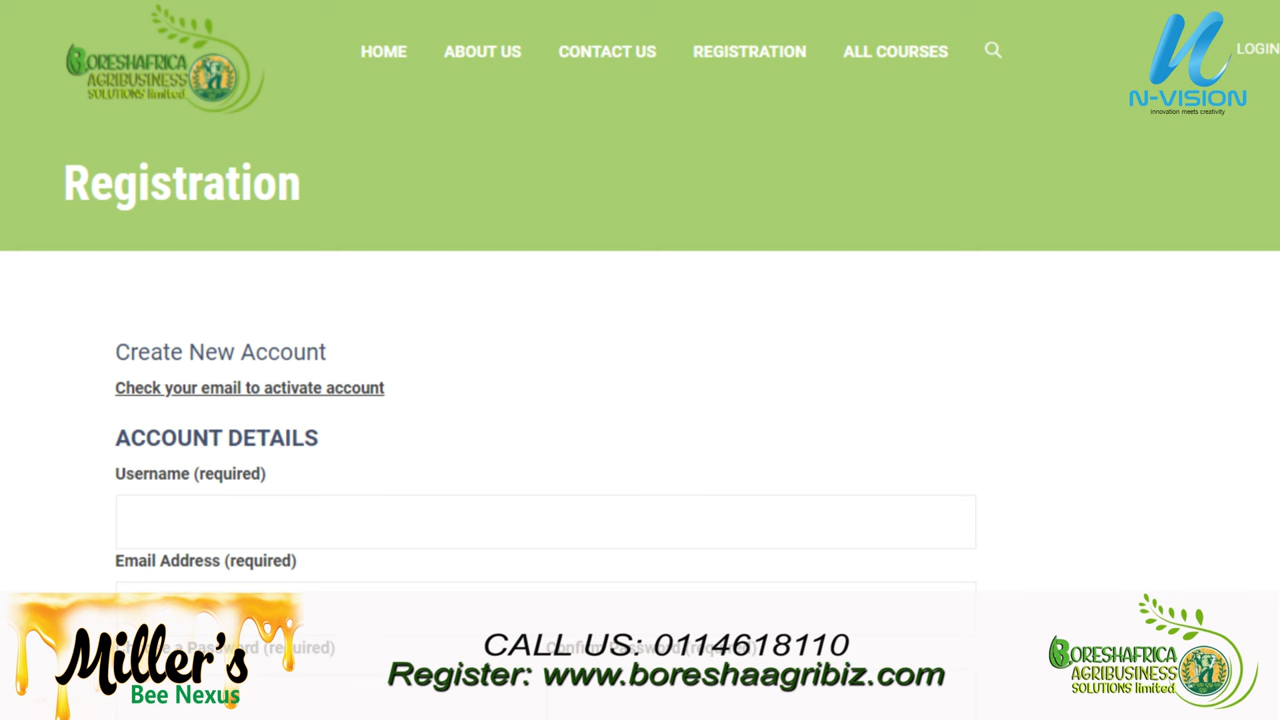 BORESHAFRICA
AGRIBUSINESS
SOLUTIONS limited
HOME ABOUT US CONTACT US REGISTRATION ALL COURSES
LOGIN
N-VISION
innovation meets creativity
Registration
Create New Account
Check your email to activate account
ACCOUNT DETAILS
Username (required)
Email Address (required)
Password (required)
Miller's
Bee Nexus
CALL US: 0114618110
Register: www.boreshaagribiz.com
BORESHAFRICA
AGRIBUSINESS
SOLUTIONS limited